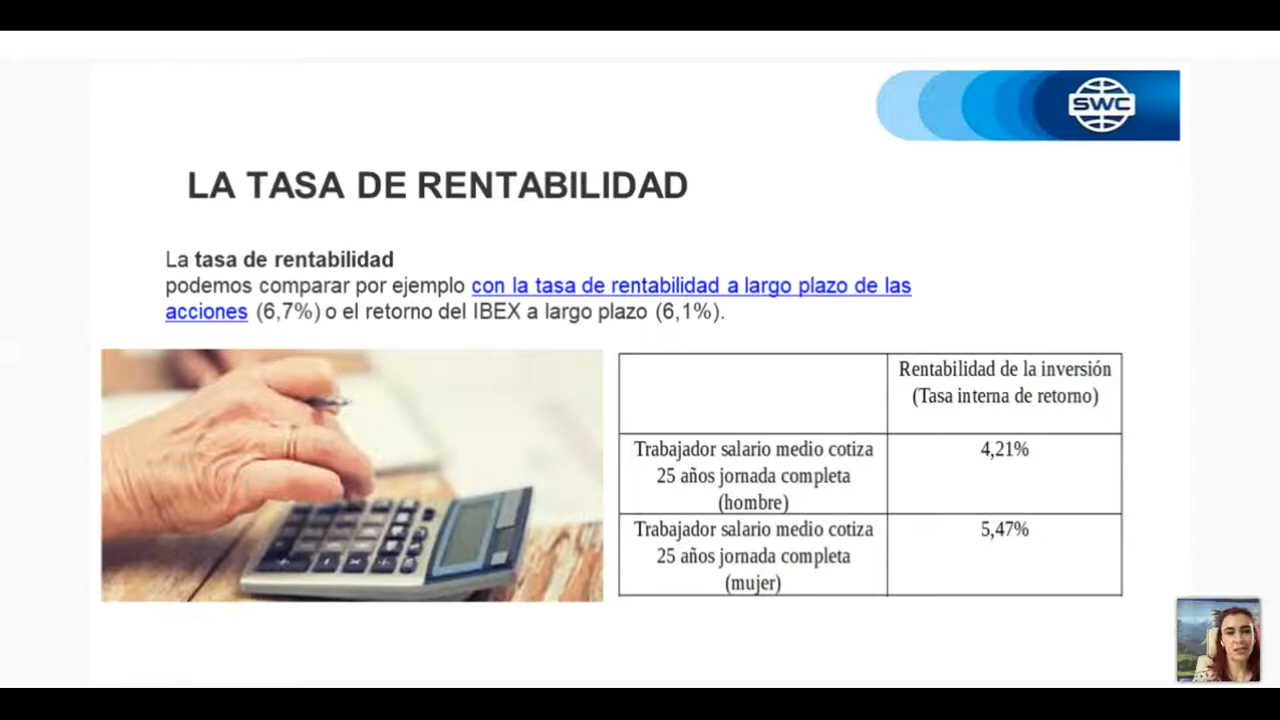 SWC
LA TASA DE RENTABILIDAD
La tasa de rentabilidad
podemos comparar por ejemplo con la tasa de rentabilidad a largo plazo de las
acciones (6,7%) o el retorno del IBEX a largo plazo (6,1%).
Rentabilidad de la inversión
(Tasa interna de retorno)
Trabajador salario medio cotiza
25 años jornada completa
(hombre)
4,21%
Trabajador salario medio cotiza
25 años jornada completa
(mujer)
5,47%